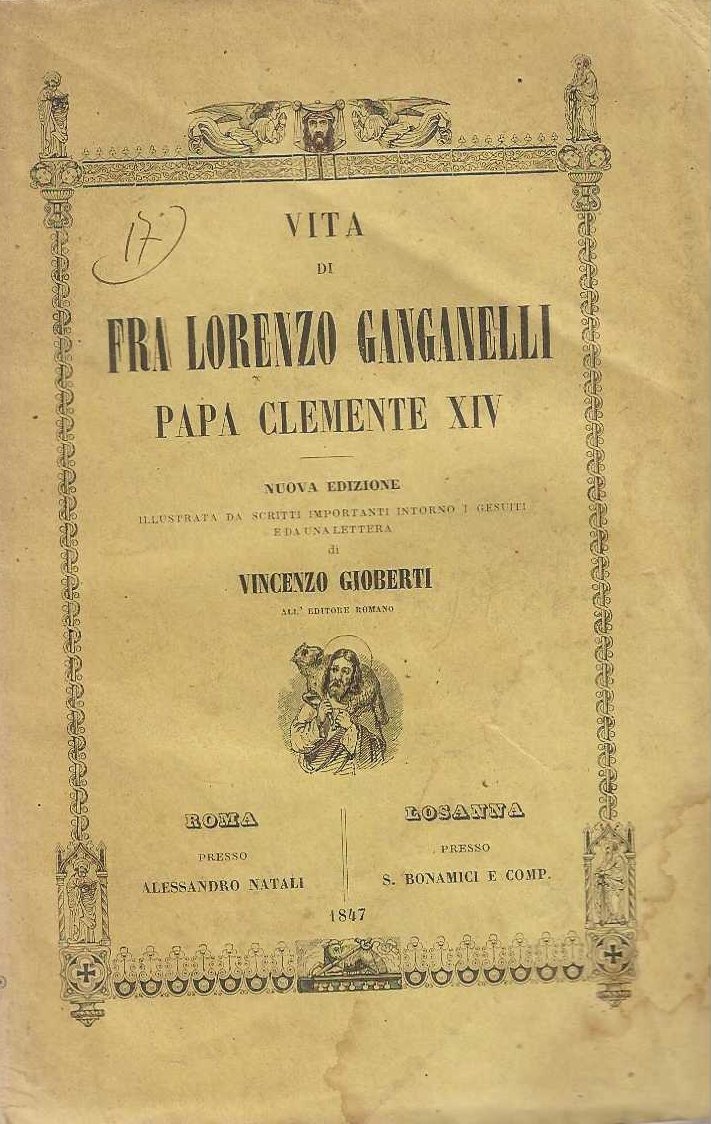 17
VITA
DI
FRA LORENZO GANGANELLI
PAPA CLEMENTE XIV
NUOVA EDIZIONE
ILLUSTRATA DA SCRITTI IMPORTANTI INTORNO I GESUITI
E DA UNA LETTERA
di
VINCENZO GIOBERTI
ALL' EDITORE ROMANO
ROMA
PRESSO
ALESSANDRO NATALI
LOSANNA
PRESSO
S. BONAMICI E COMP.
1847